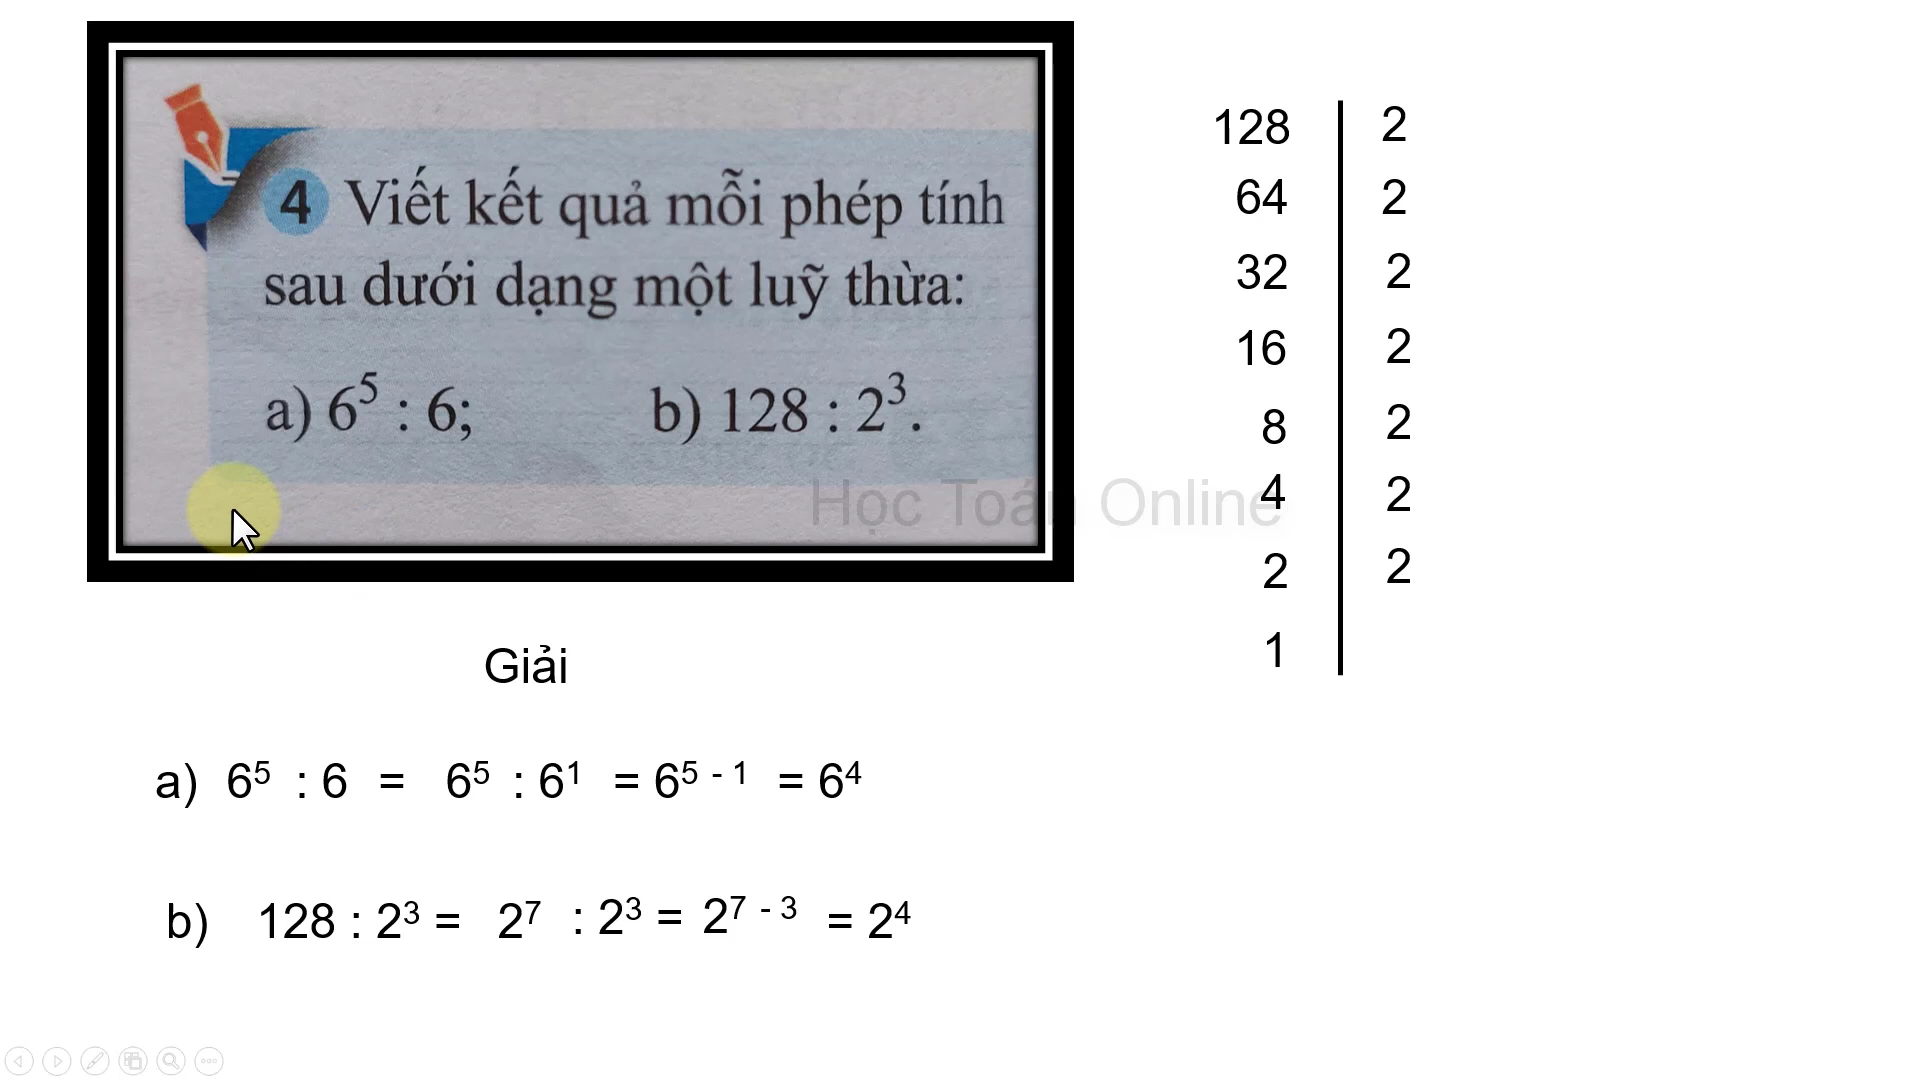 4 Viết kết quả mỗi phép tính
sau dưới dạng một luỹ thừa:
a) 6⁵ : 6; b) 128 : 2³.
Học Toán Online
128 2
64 2
32 2
16 2
8 2
4 2
2 2
1
Giải
a) 6⁵ : 6 = 6⁵ : 6¹ = 6⁵ ⁻ ¹ = 6⁴
b) 128 : 2³ = 2⁷ : 2³ = 2⁷ ⁻ ³ = 2⁴